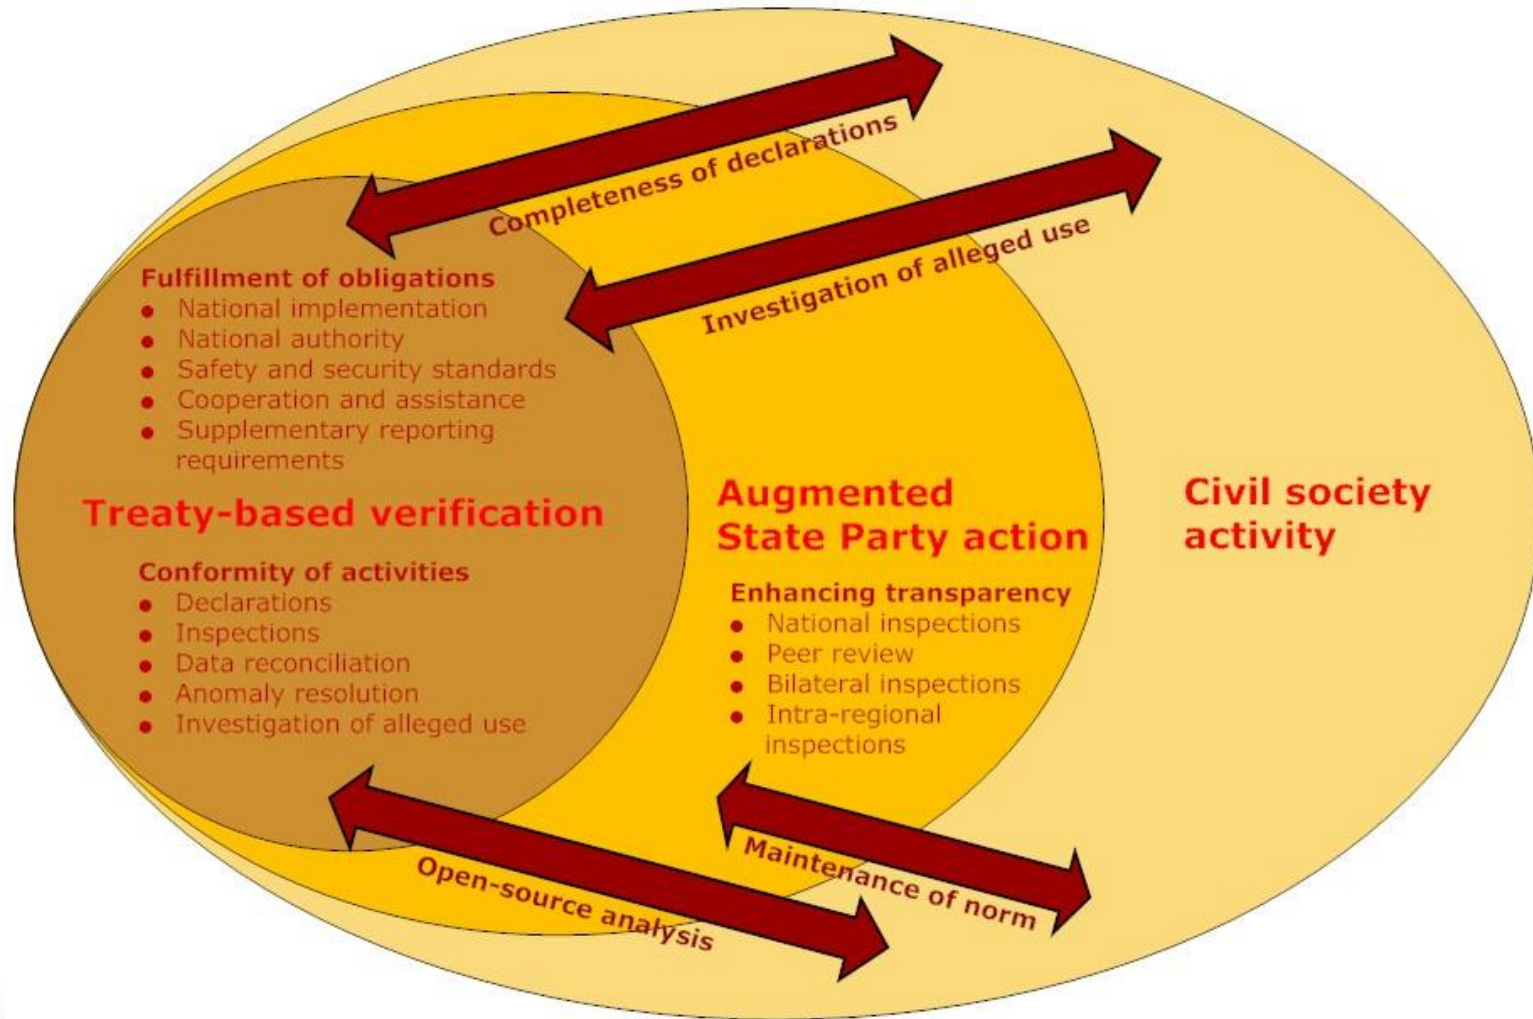 Completeness of declarations
Investigation of alleged use
Fulfillment of obligations
● National implementation
● National authority
● Safety and security standards
● Cooperation and assistance
● Supplementary reporting
requirements
Treaty-based verification
Conformity of activities
● Declarations
● Inspections
● Data reconciliation
● Anomaly resolution
● Investigation of alleged use
Augmented
State Party action
Enhancing transparency
● National inspections
● Peer review
● Bilateral inspections
● Intra-regional
inspections
Civil society
activity
Open-source analysis
Maintenance of norm